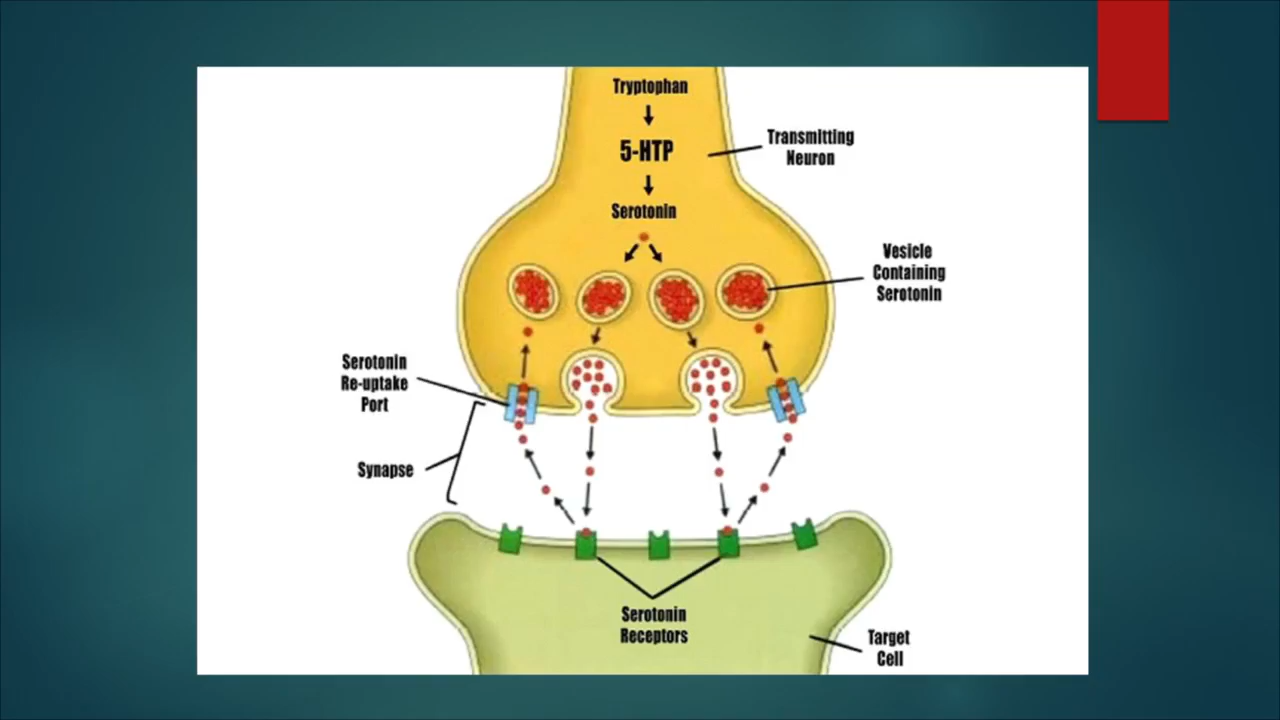 Tryptophan
5-HTP
Transmitting
Neuron
Serotonin
Vesicle
Containing
Serotonin
Serotonin
Re-uptake
Port
Synapse
Serotonin
Receptors
Target
Cell